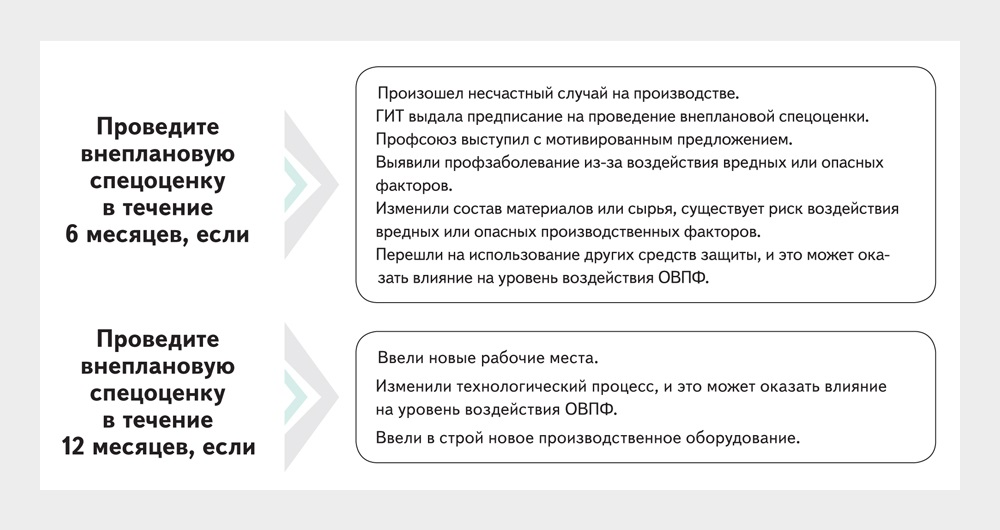 Проведите
внеплановую
спецоценку
в течение
6 месяцев, если
Произошел несчастный случай на производстве.
ГИТ выдала предписание на проведение внеплановой спецоценки.
Профсоюз выступил с мотивированным предложением.
Выявили профзаболевание из-за воздействия вредных или опасных
факторов.
Изменили состав материалов или сырья, существует риск воздействия
вредных или опасных производственных факторов.
Перешли на использование других средств защиты, и это может ока-
зать влияние на уровень воздействия ОВПФ.
Проведите
внеплановую
спецоценку
в течение
12 месяцев, если
Ввели новые рабочие места.
Изменили технологический процесс, и это может оказать влияние
на уровень воздействия ОВПФ.
Ввели в строй новое производственное оборудование.